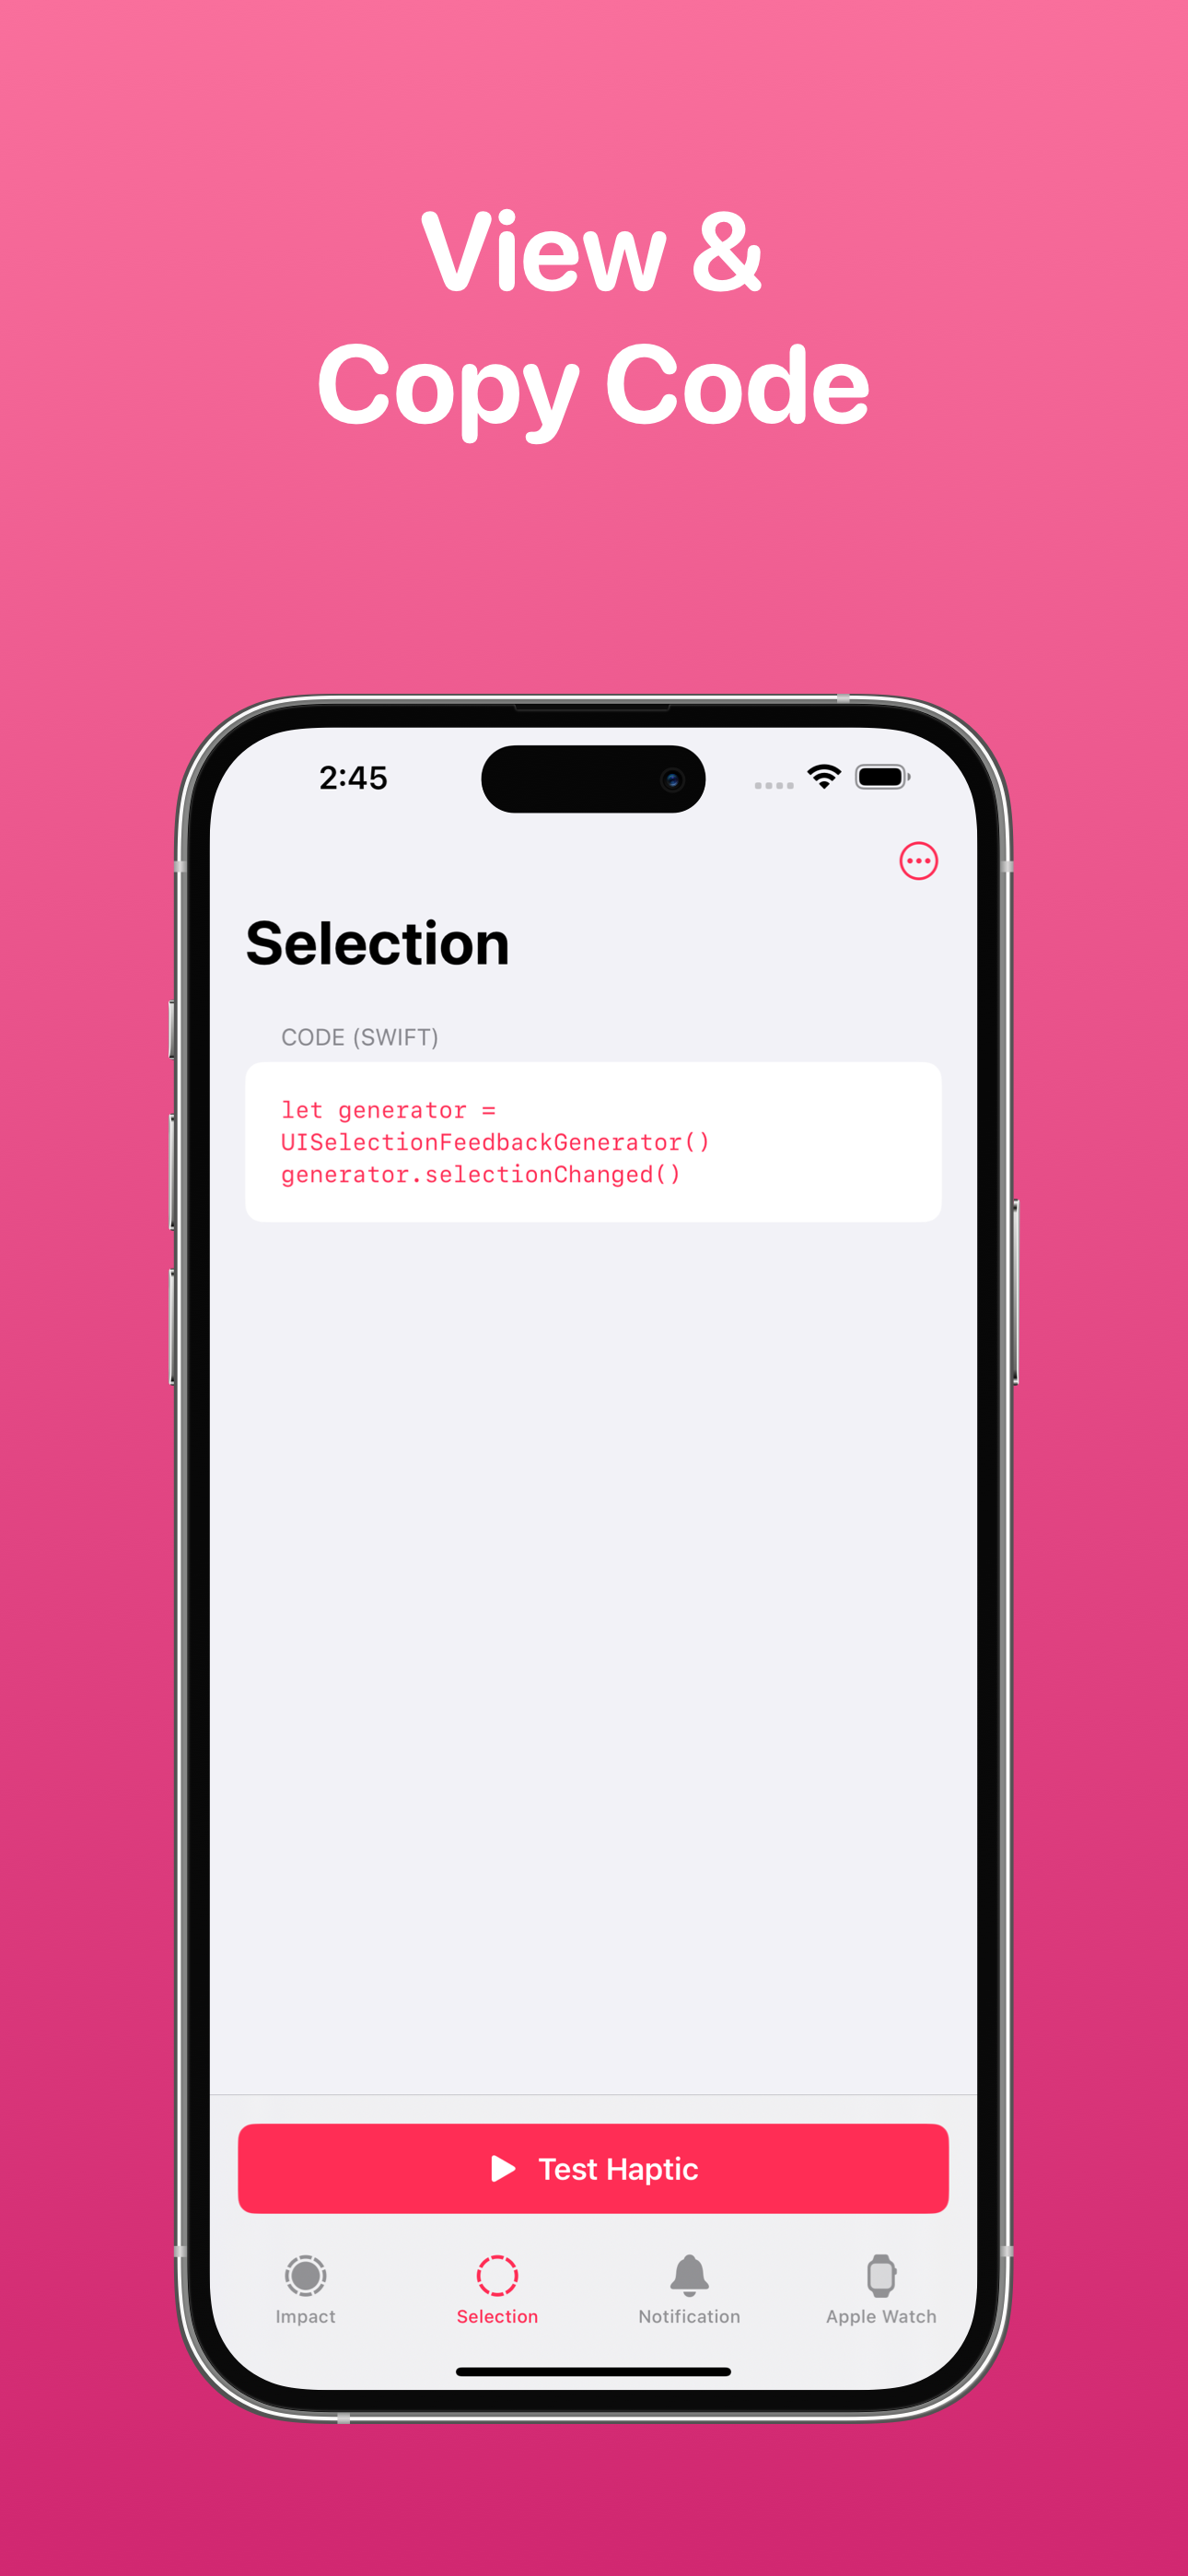 View &
Copy Code
2:45
Selection
CODE (SWIFT)
let generator =
UISelectionFeedbackGenerator()
generator.selectionChanged()
Test Haptic
Impact
Selection
Notification
Apple Watch